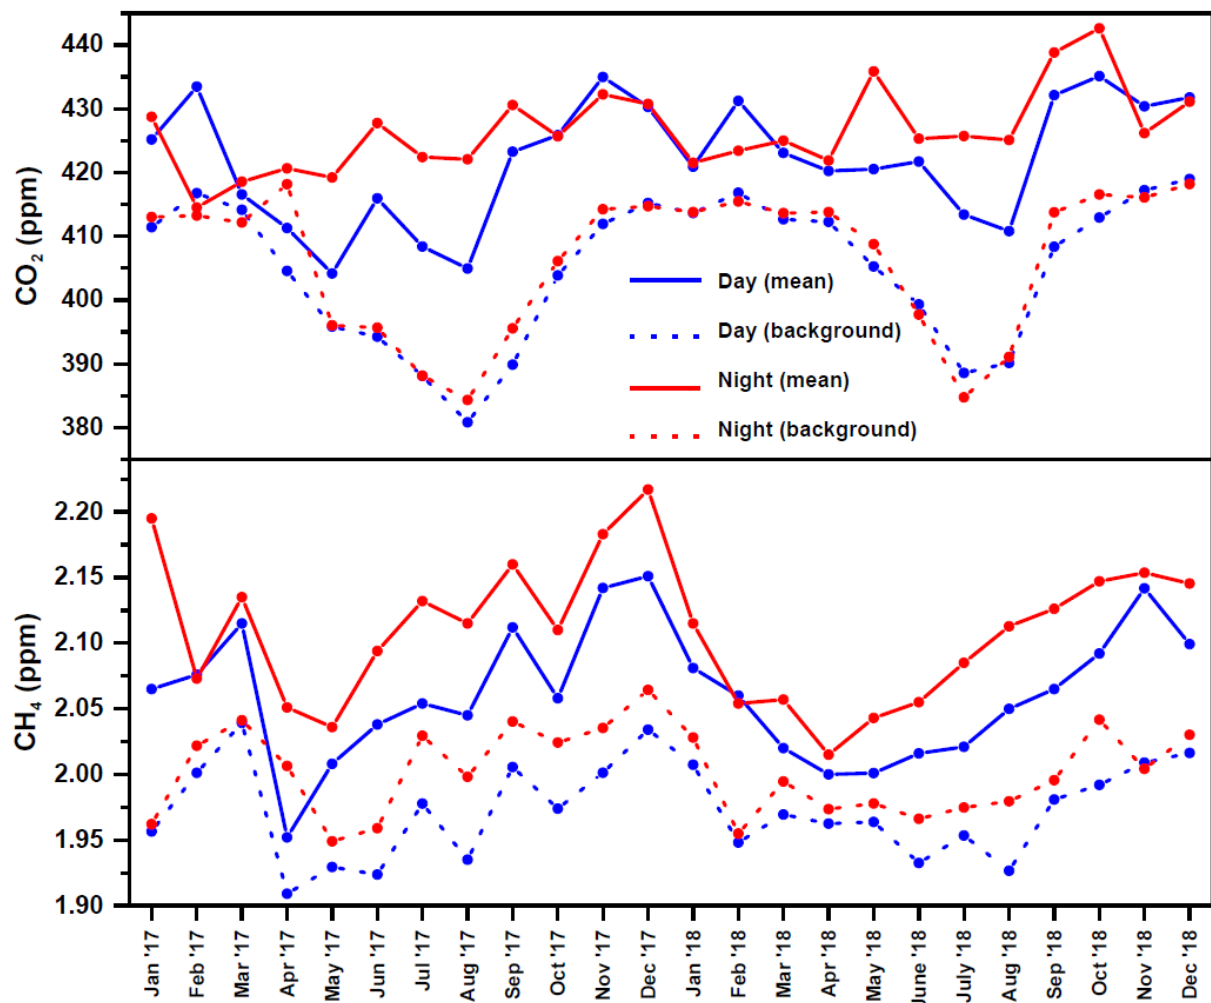 CO2 (ppm)
440
430
420
410
400
390
380
Day (mean)
Day (background)
Night (mean)
Night (background)
CH4 (ppm)
2.20
2.15
2.10
2.05
2.00
1.95
1.90
Jan '17
Feb '17
Mar '17
Apr '17
May '17
Jun '17
Jul '17
Aug '17
Sep '17
Oct '17
Nov '17
Dec '17
Jan '18
Feb '18
Mar '18
Apr '18
May '18
June '18
July '18
Aug '18
Sep '18
Oct '18
Nov '18
Dec '18